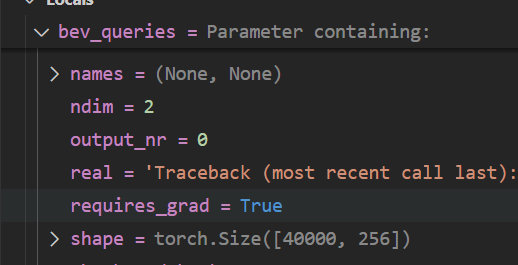 Locals
bev_queries = Parameter containing:
names = (None, None)
ndim = 2
output_nr = 0
real = 'Traceback (most recent call last):
requires_grad = True
shape = torch.Size([40000, 256])